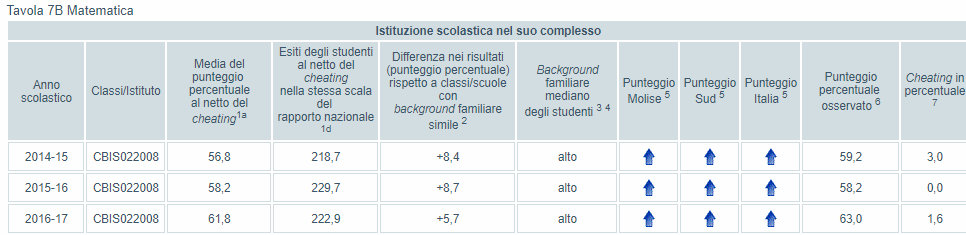 Tavola 7B Matematica
Istituzione scolastica nel suo complesso
Anno
scolastico
Classi/Istituto
Media del
punteggio
percentuale
al netto del
cheating1a
Esiti degli studenti
al netto del
cheating
nella stessa scala
del
rapporto nazionale
1d
Differenza nei risultati
(punteggio percentuale)
rispetto a classi/scuole
con
background familiare
simile 2
Background
familiare
mediano
degli studenti 3 4
Punteggio
Molise 5
Punteggio
Sud 5
Punteggio
Italia 5
Punteggio
percentuale
osservato 6
Cheating in
percentuale
7
2014-15 CBIS022008 56,8 218,7 +8,4 alto 59,2 3,0
2015-16 CBIS022008 58,2 229,7 +8,7 alto 58,2 0,0
2016-17 CBIS022008 61,8 222,9 +5,7 alto 63,0 1,6